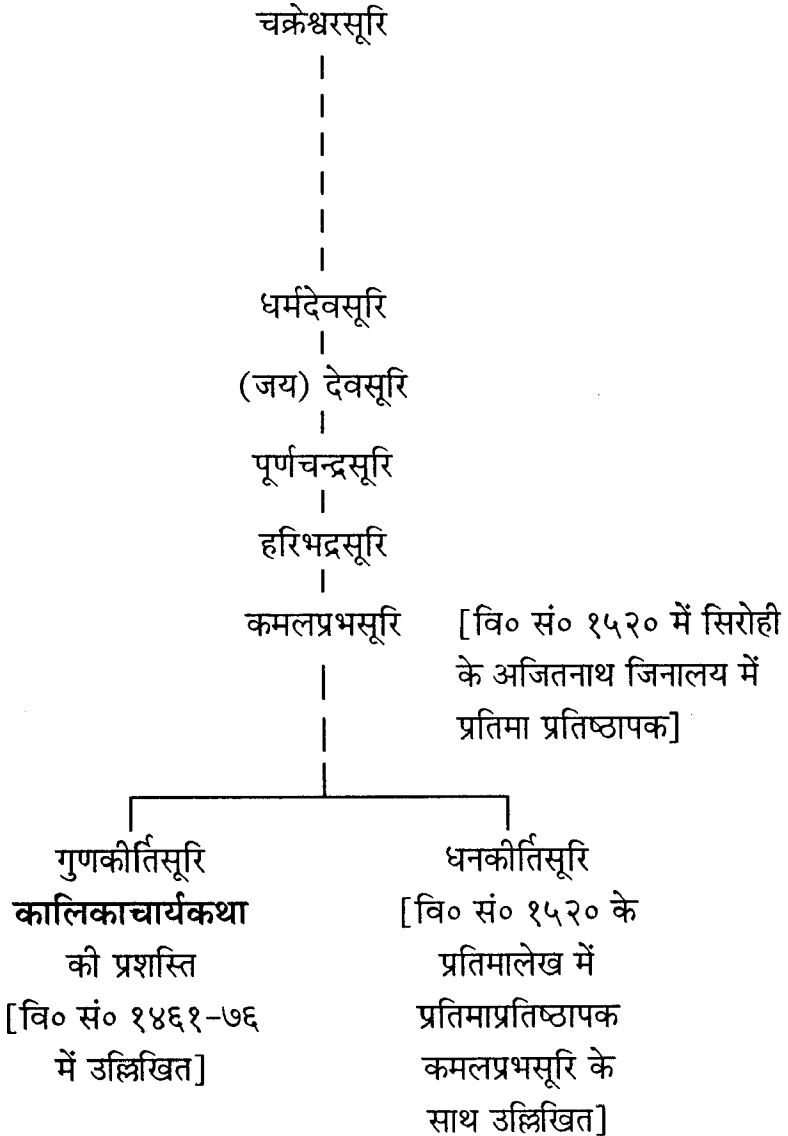 चक्रेश्वरसूरि
धर्मदेवसूरि
(जय) देवसूरि
पूर्णचन्द्रसूरि
हरिभद्रसूरि
कमलप्रभसूरि
[वि० सं० १५२० में सिरोही
के अजितनाथ जिनालय में
प्रतिमा प्रतिष्ठापक]
गुणकीर्तिसूरि
कालिकाचार्यकथा
की प्रशस्ति
[वि० सं० १४६१-७६
में उल्लिखित]
धनकीर्तिसूरि
[वि० सं० १५२० के
प्रतिमालेख में
प्रतिमाप्रतिष्ठापक
कमलप्रभसूरि के
साथ उल्लिखित]